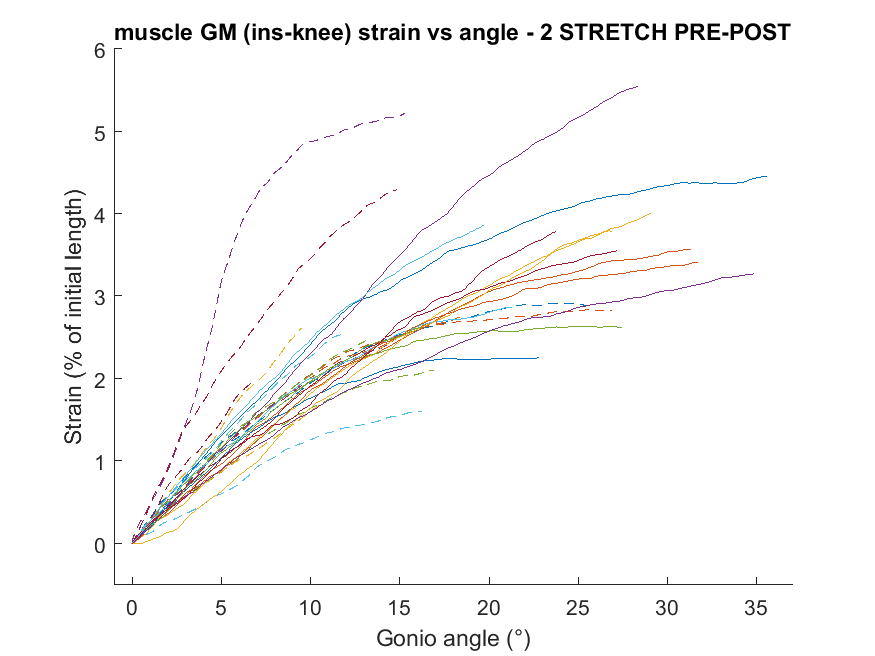 muscle GM (ins-knee) strain vs angle - 2 STRETCH PRE-POST
6
5
4
3
2
1
0
Strain (% of initial length)
0 5 10 15 20 25 30 35
Gonio angle (°)